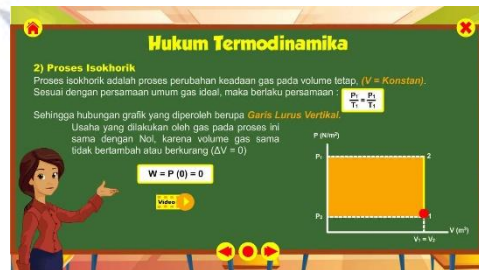 Hukum Termodinamika
2) Proses Isokhorik
Proses isokhorik adalah proses perubahan keadaan gas pada volume tetap, (V = Konstan).
Sesuai dengan persamaan umum gas ideal, maka berlaku persamaan : P₁/T₁ = P₁/T₁
Sehingga hubungan grafik yang diperoleh berupa Garis Lurus Vertikal.
Usaha yang dilakukan oleh gas pada proses ini
sama dengan Nol, karena volume gas sama
tidak bertambah atau berkurang (ΔV = 0)
W = P (0) = 0
Video
P (N/m²)
P₁
2
P₂
1
V (m³)
V₁ = V₂